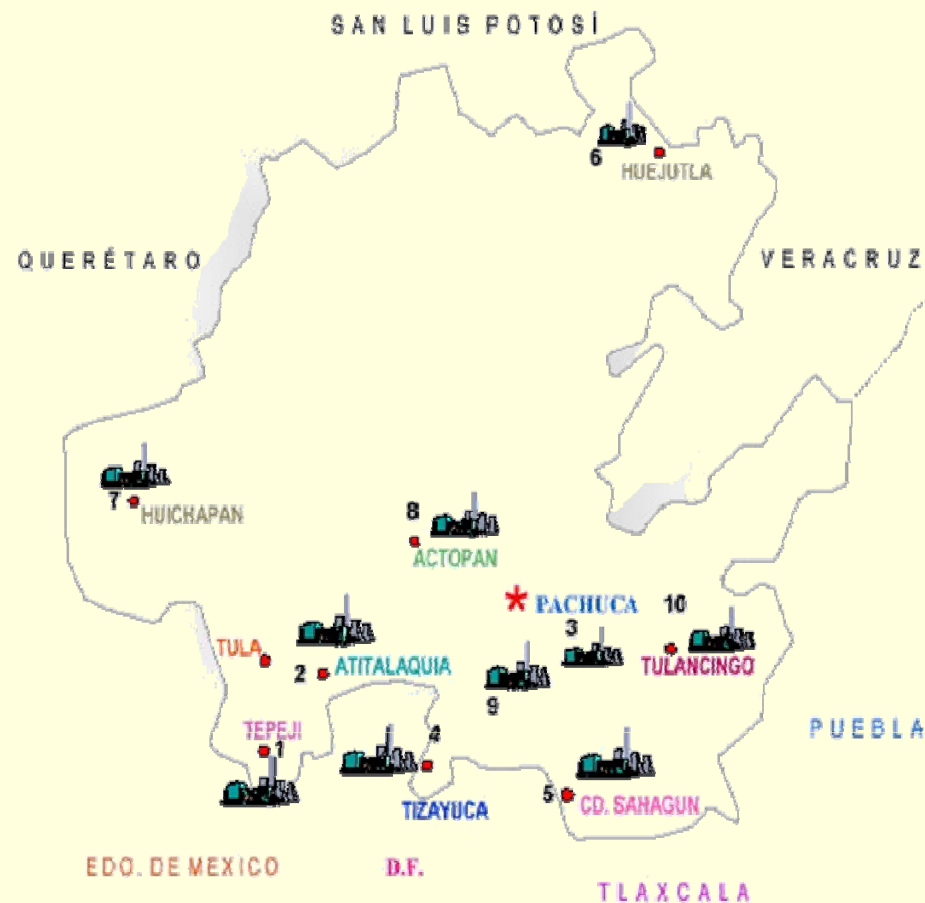 SAN LUIS POTOSÍ
6
HUEJUTLA
QUERÉTARO
VERACRUZ
7
HUICHAPAN
8
ACTOPAN
* PACHUCA
10
3
TULA
2
ATITALAQUIA
TULANCINGO
9
TEPEJI
1
4
PUEBLA
5
CD. SAHAGUN
TIZAYUCA
EDO. DE MEXICO
D.F.
TLAXCALA